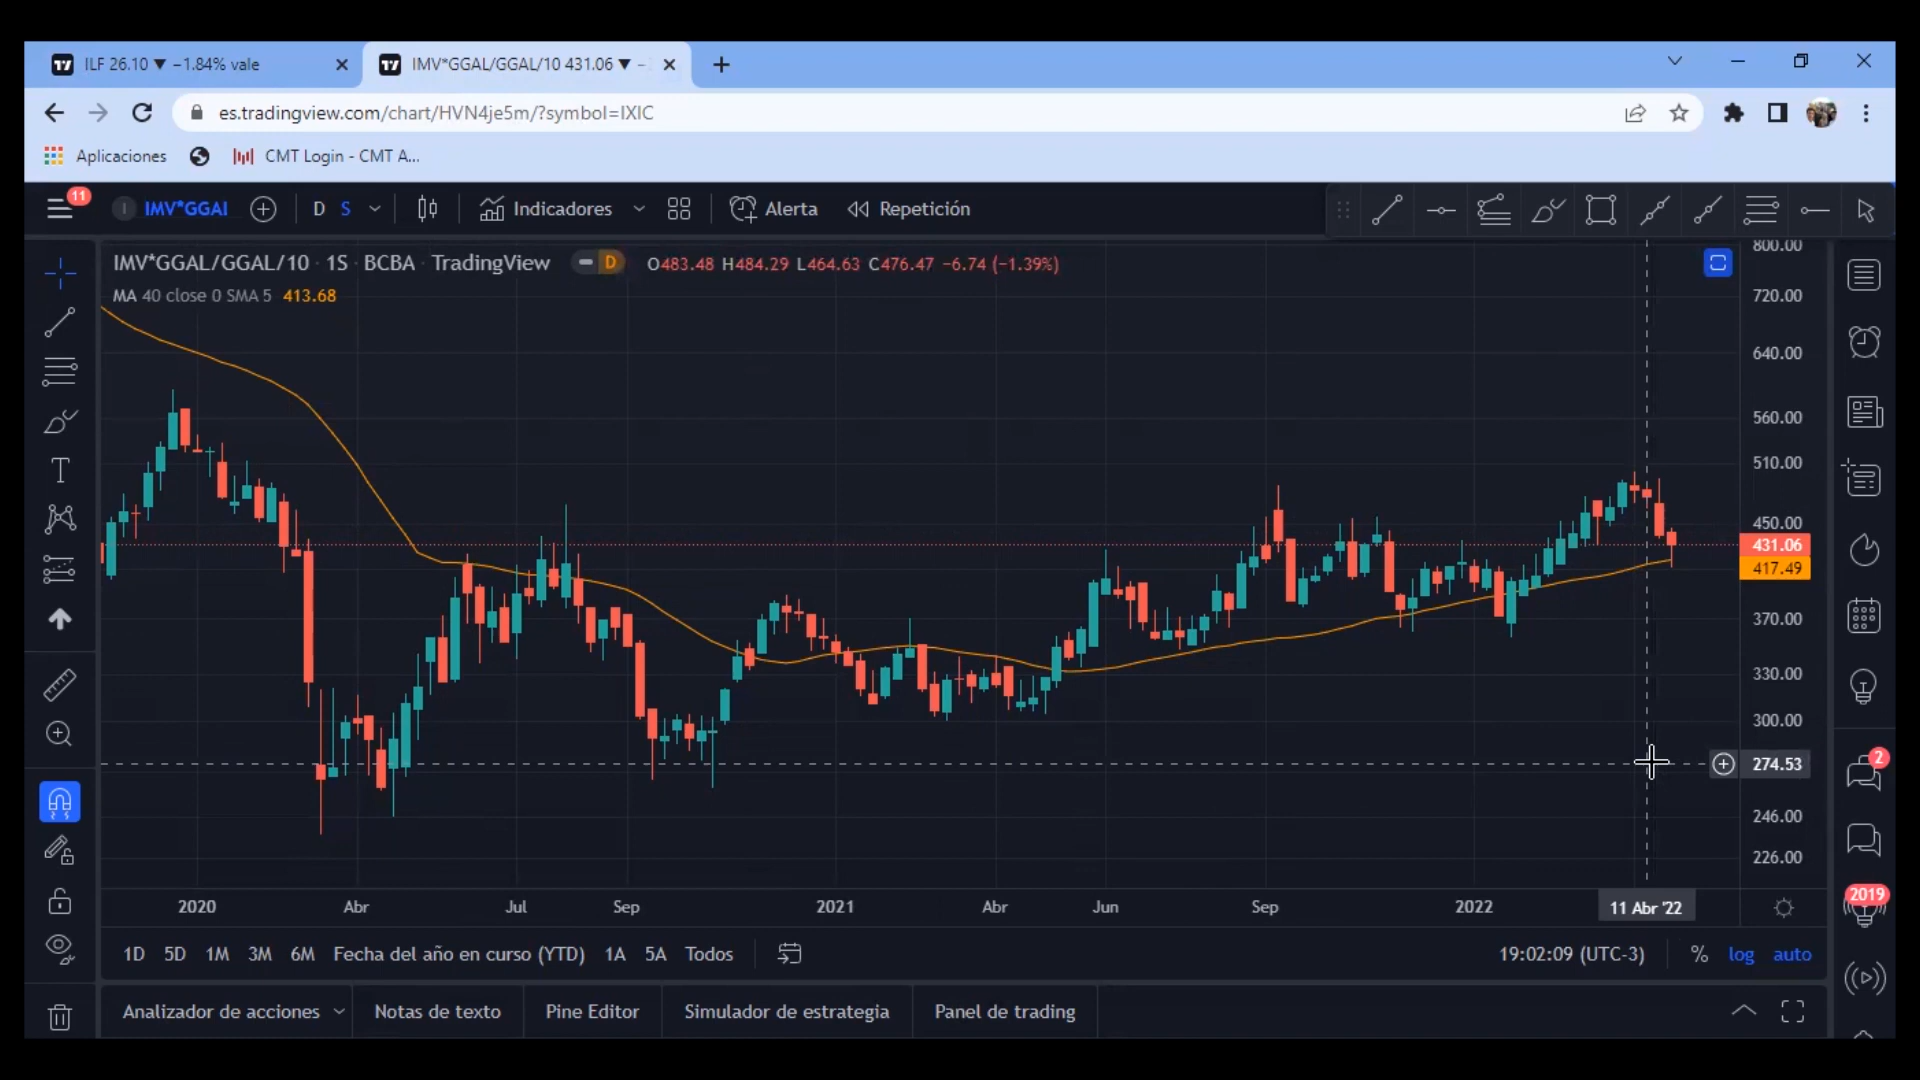 ILF 26.10 ▼ −1.84% vale
IMV*GGAL/GGAL/10 431.06 ▼ −
es.tradingview.com/chart/HVN4je5m/?symbol=IXIC
Aplicaciones
CMT Login - CMT A...
11
IMV*GGAL
D S
Indicadores
Alerta
Repetición
IMV*GGAL/GGAL/10 · 1S · BCBA · TradingView
D
O483.48 H484.29 L464.63 C476.47 −6.74 (−1.39%)
MA 40 close 0 SMA 5 413.68
800.00
720.00
640.00
560.00
510.00
450.00
431.06
417.49
370.00
330.00
300.00
274.53
246.00
226.00
2
2019
2020 Abr Jul Sep 2021 Abr Jun Sep 2022 11 Abr '22
1D 5D 1M 3M 6M Fecha del año en curso (YTD) 1A 5A Todos
19:02:09 (UTC-3) % log auto
Analizador de acciones Notas de texto Pine Editor Simulador de estrategia Panel de trading